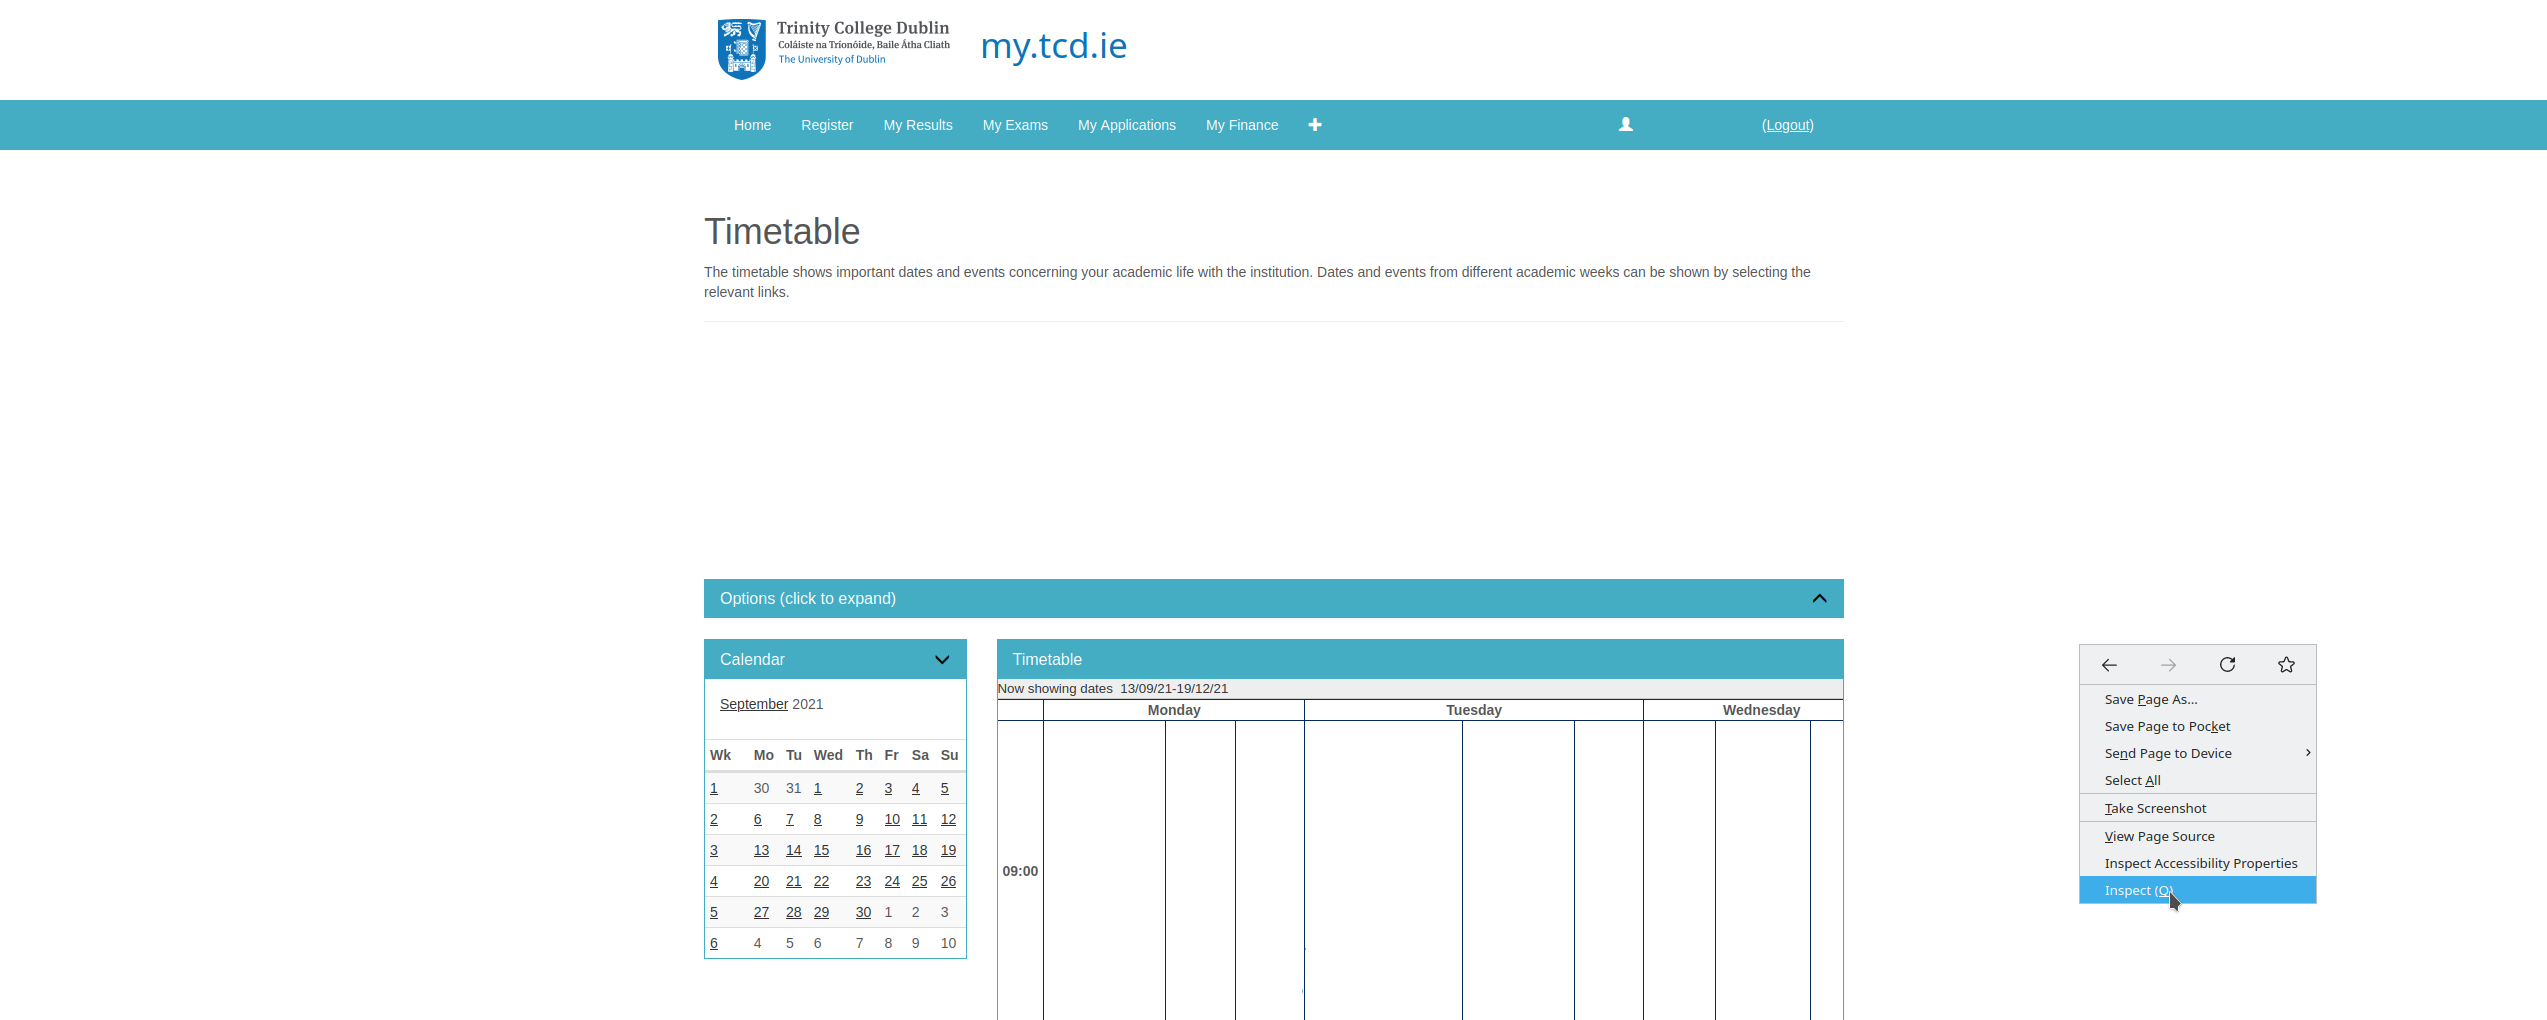 Trinity College Dublin
Coláiste na Tríonóide, Baile Átha Cliath
The University of Dublin
my.tcd.ie
Home Register My Results My Exams My Applications My Finance (Logout)
Timetable
The timetable shows important dates and events concerning your academic life with the institution. Dates and events from different academic weeks can be shown by selecting the
relevant links.
Options (click to expand)
Calendar
September 2021
Wk Mo Tu Wed Th Fr Sa Su
1 30 31 1 2 3 4 5
2 6 7 8 9 10 11 12
3 13 14 15 16 17 18 19
4 20 21 22 23 24 25 26
5 27 28 29 30 1 2 3
6 4 5 6 7 8 9 10
Timetable
Now showing dates 13/09/21-19/12/21
Monday Tuesday Wednesday
09:00
Save Page As...
Save Page to Pocket
Send Page to Device
Select All
Take Screenshot
View Page Source
Inspect Accessibility Properties
Inspect (Q)